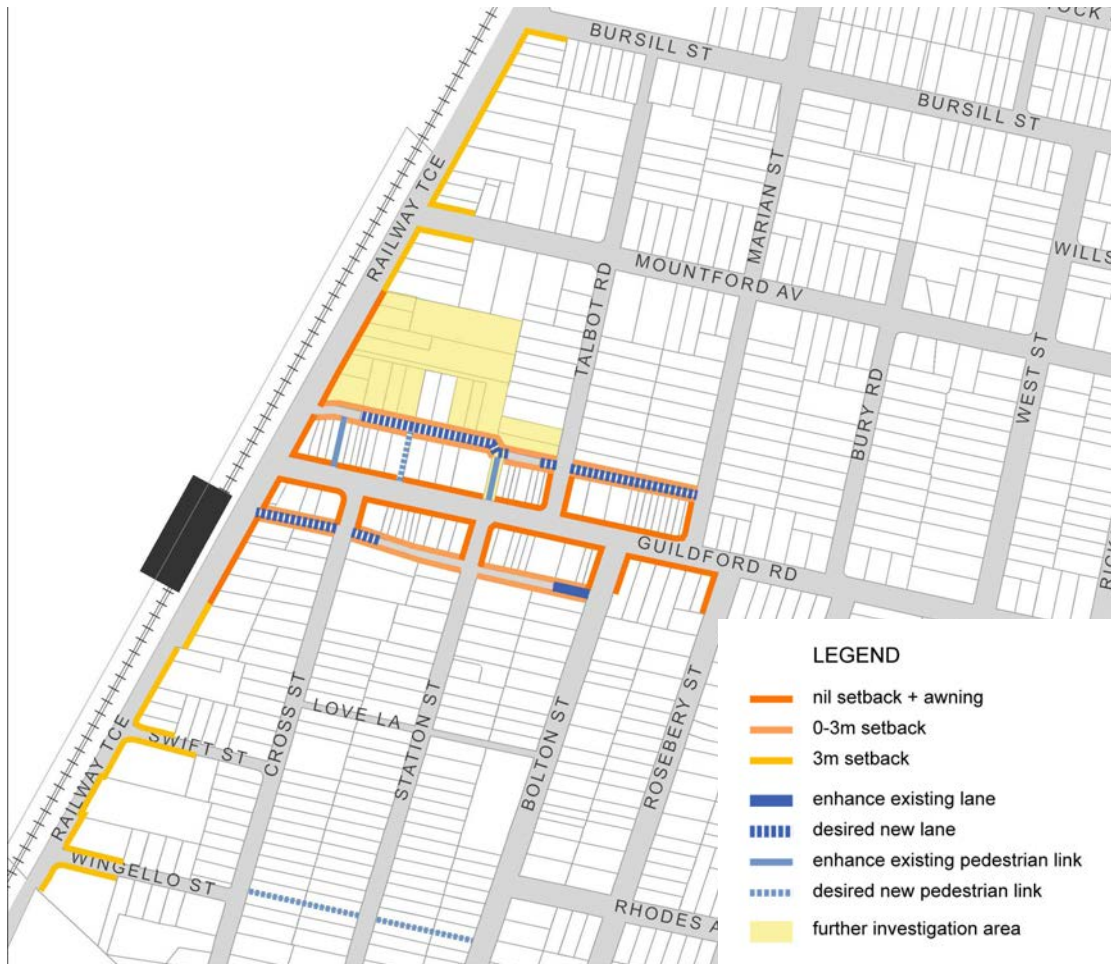 TOCK
BURSILL ST
BURSILL ST
RAILWAY TCE
MARIAN ST
WILLS
MOUNTFORD AV
TALBOT RD
WEST ST
BURY RD
GUILDFORD RD
RICK
LOVE LA
CROSS ST
STATION ST
BOLTON ST
ROSEBERY ST
SWIFT ST
RAILWAY TCE
WINGELLO ST
RHODES A
LEGEND
nil setback + awning
0-3m setback
3m setback
enhance existing lane
desired new lane
enhance existing pedestrian link
desired new pedestrian link
further investigation area